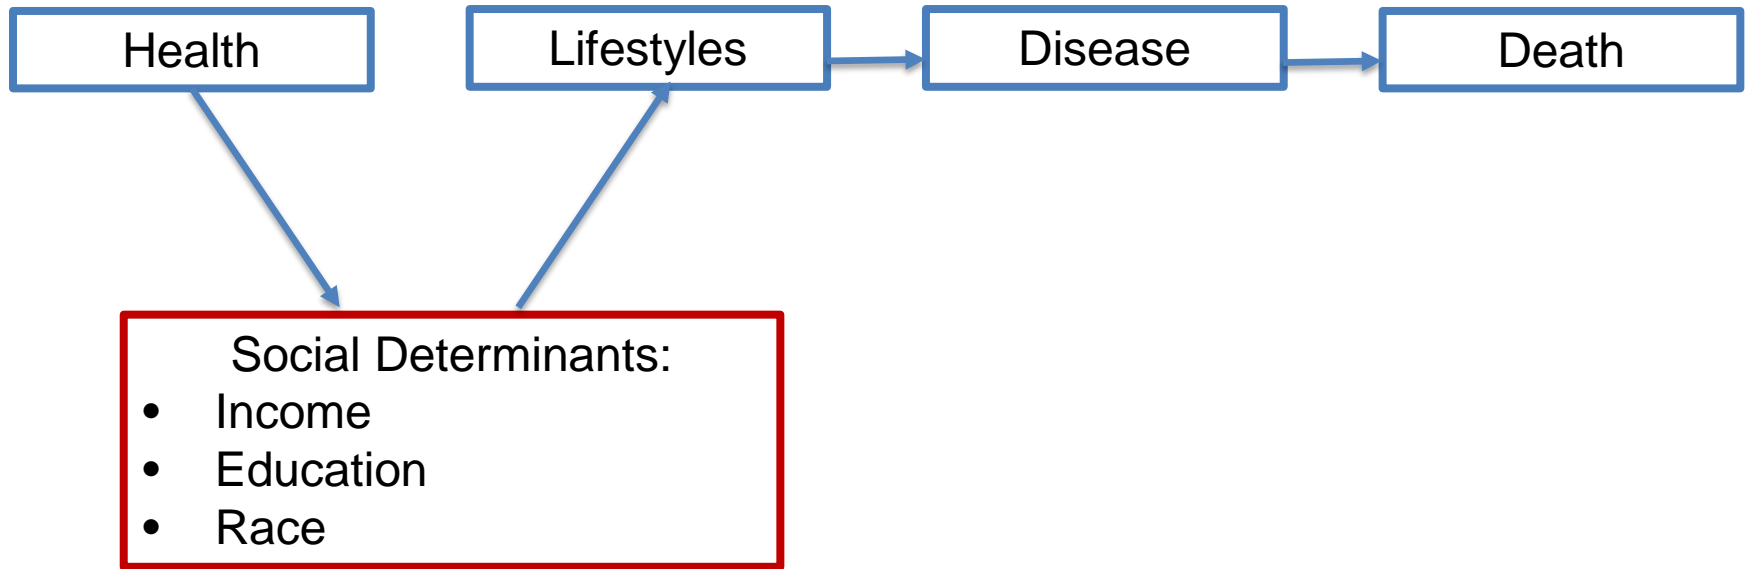 Health
Lifestyles
Disease
Death
Social Determinants:
• Income
• Education
• Race